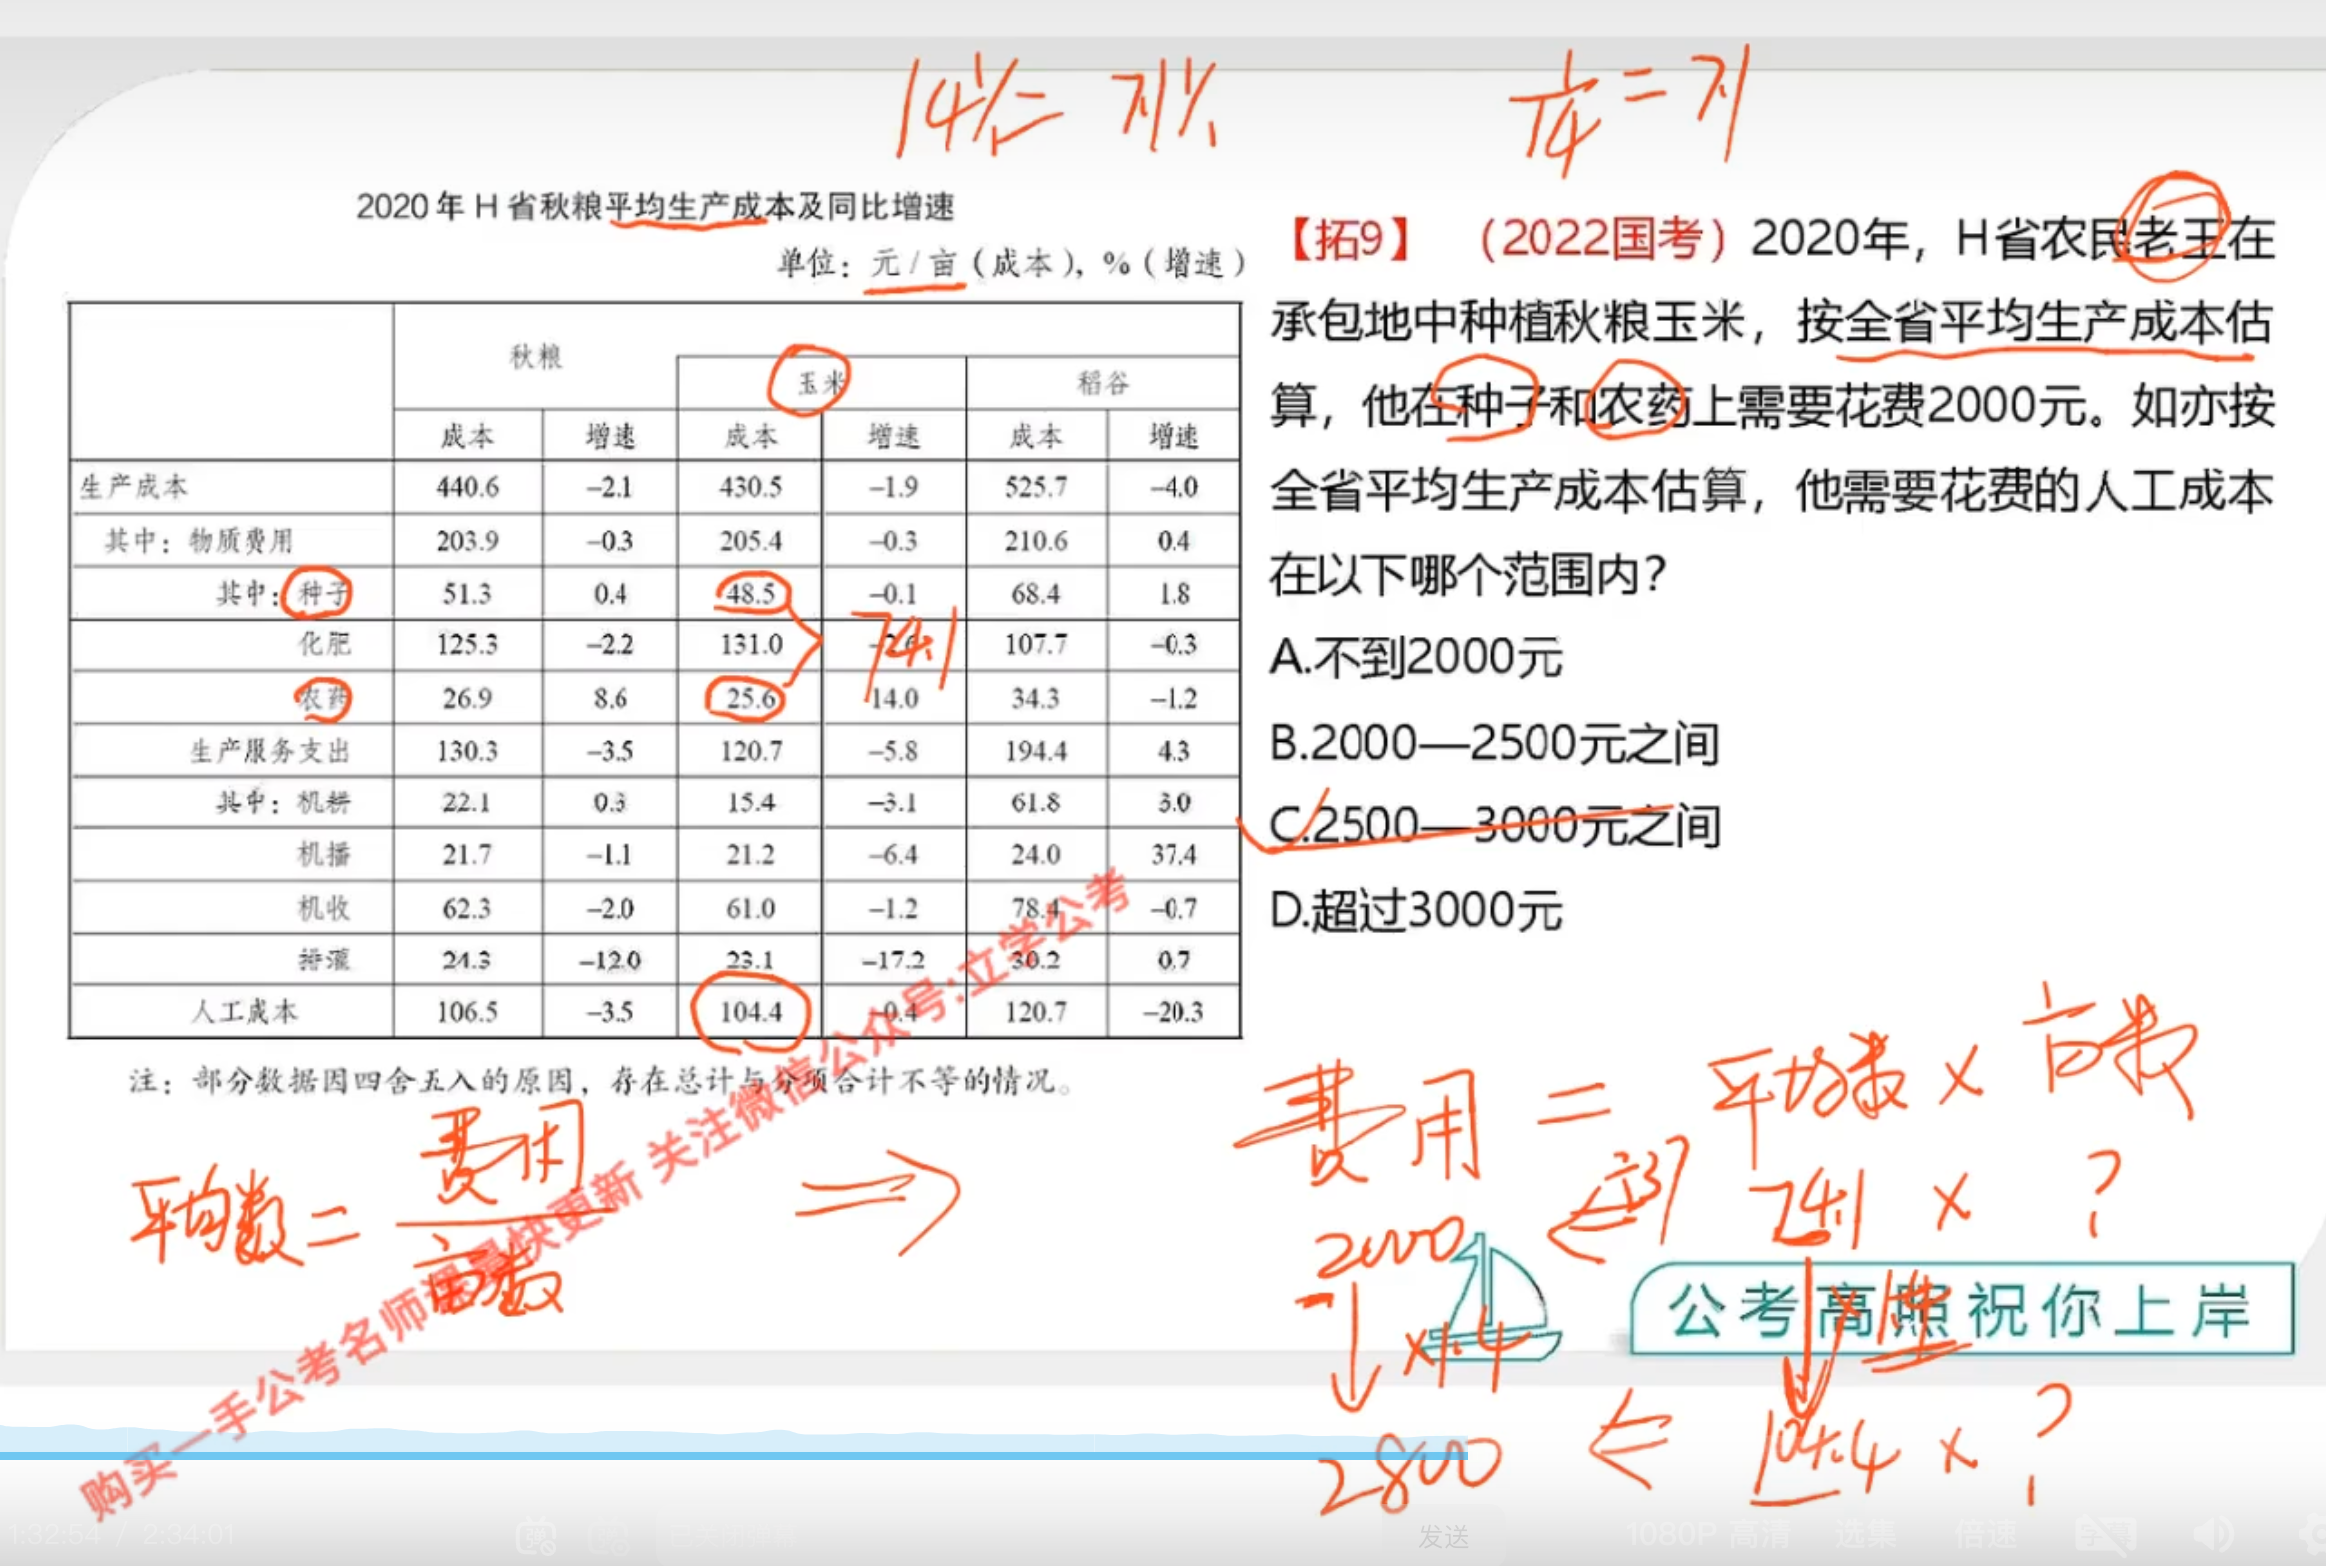 14% = 7.1%
1/14 = 7.1
2020年H省秋粮平均生产成本及同比增速
单位：元/亩（成本），%（增速）
秋粮 玉米 稻谷
成本 增速 成本 增速 成本 增速
生产成本 440.6 –2.1 430.5 –1.9 525.7 –4.0
其中：物质费用 203.9 –0.3 205.4 –0.3 210.6 0.4
其中：种子 51.3 0.4 48.5 –0.1 68.4 1.8
化肥 125.3 –2.2 131.0 –2.6 107.7 –0.3
农药 26.9 8.6 25.6 14.0 34.3 –1.2
74.1
生产服务支出 130.3 –3.5 120.7 –5.8 194.4 4.3
其中：机耕 22.1 0.3 15.4 –3.1 61.8 3.0
机播 21.7 –1.1 21.2 –6.4 24.0 37.4
机收 62.3 –2.0 61.0 –1.2 78.4 –0.7
排灌 24.3 –12.0 23.1 –17.2 30.2 0.7
人工成本 106.5 –3.5 104.4 –0.4 120.7 –20.3
注：部分数据因四舍五入的原因，存在总计与分项合计不等的情况。
【拓9】（2022国考）2020年，H省农民老王在
承包地中种植秋粮玉米，按全省平均生产成本估
算，他在种子和农药上需要花费2000元。如亦按
全省平均生产成本估算，他需要花费的人工成本
在以下哪个范围内？
A.不到2000元
B.2000—2500元之间
C.2500—3000元之间
D.超过3000元
平均数=费用/亩数
费用 = 平均数 × 亩数
2000 74.1 × ?
×1.4 ×1.4
2800 104.4 × ?
公考高照祝你上岸
购买一手公考名师课最快更新 关注微信公众号:立学公考
1:32:54 / 2:34:01
发送 1080P 高清 选集 倍速